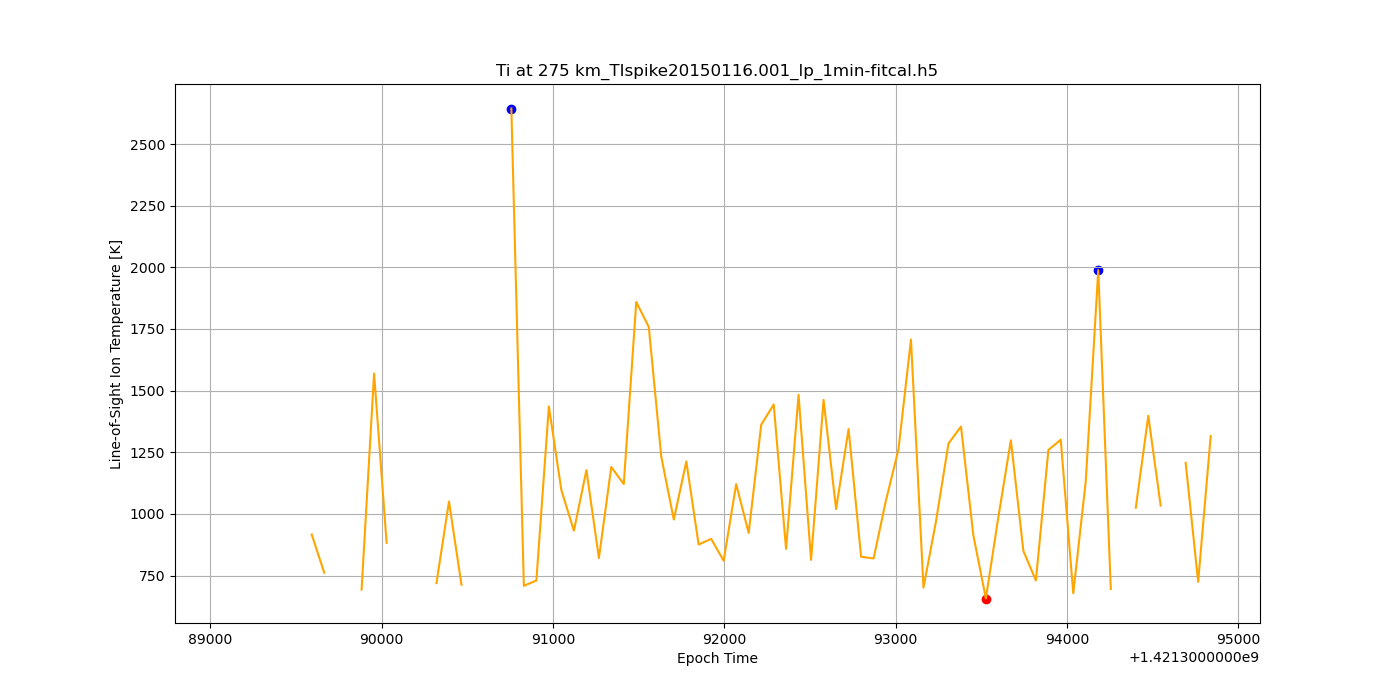 Ti at 275 km_TIspike20150116.001_lp_1min-fitcal.h5
Line-of-Sight Ion Temperature [K]
2500
2250
2000
1750
1500
1250
1000
750
89000 90000 91000 92000 93000 94000 95000
Epoch Time
+1.4213000000e9